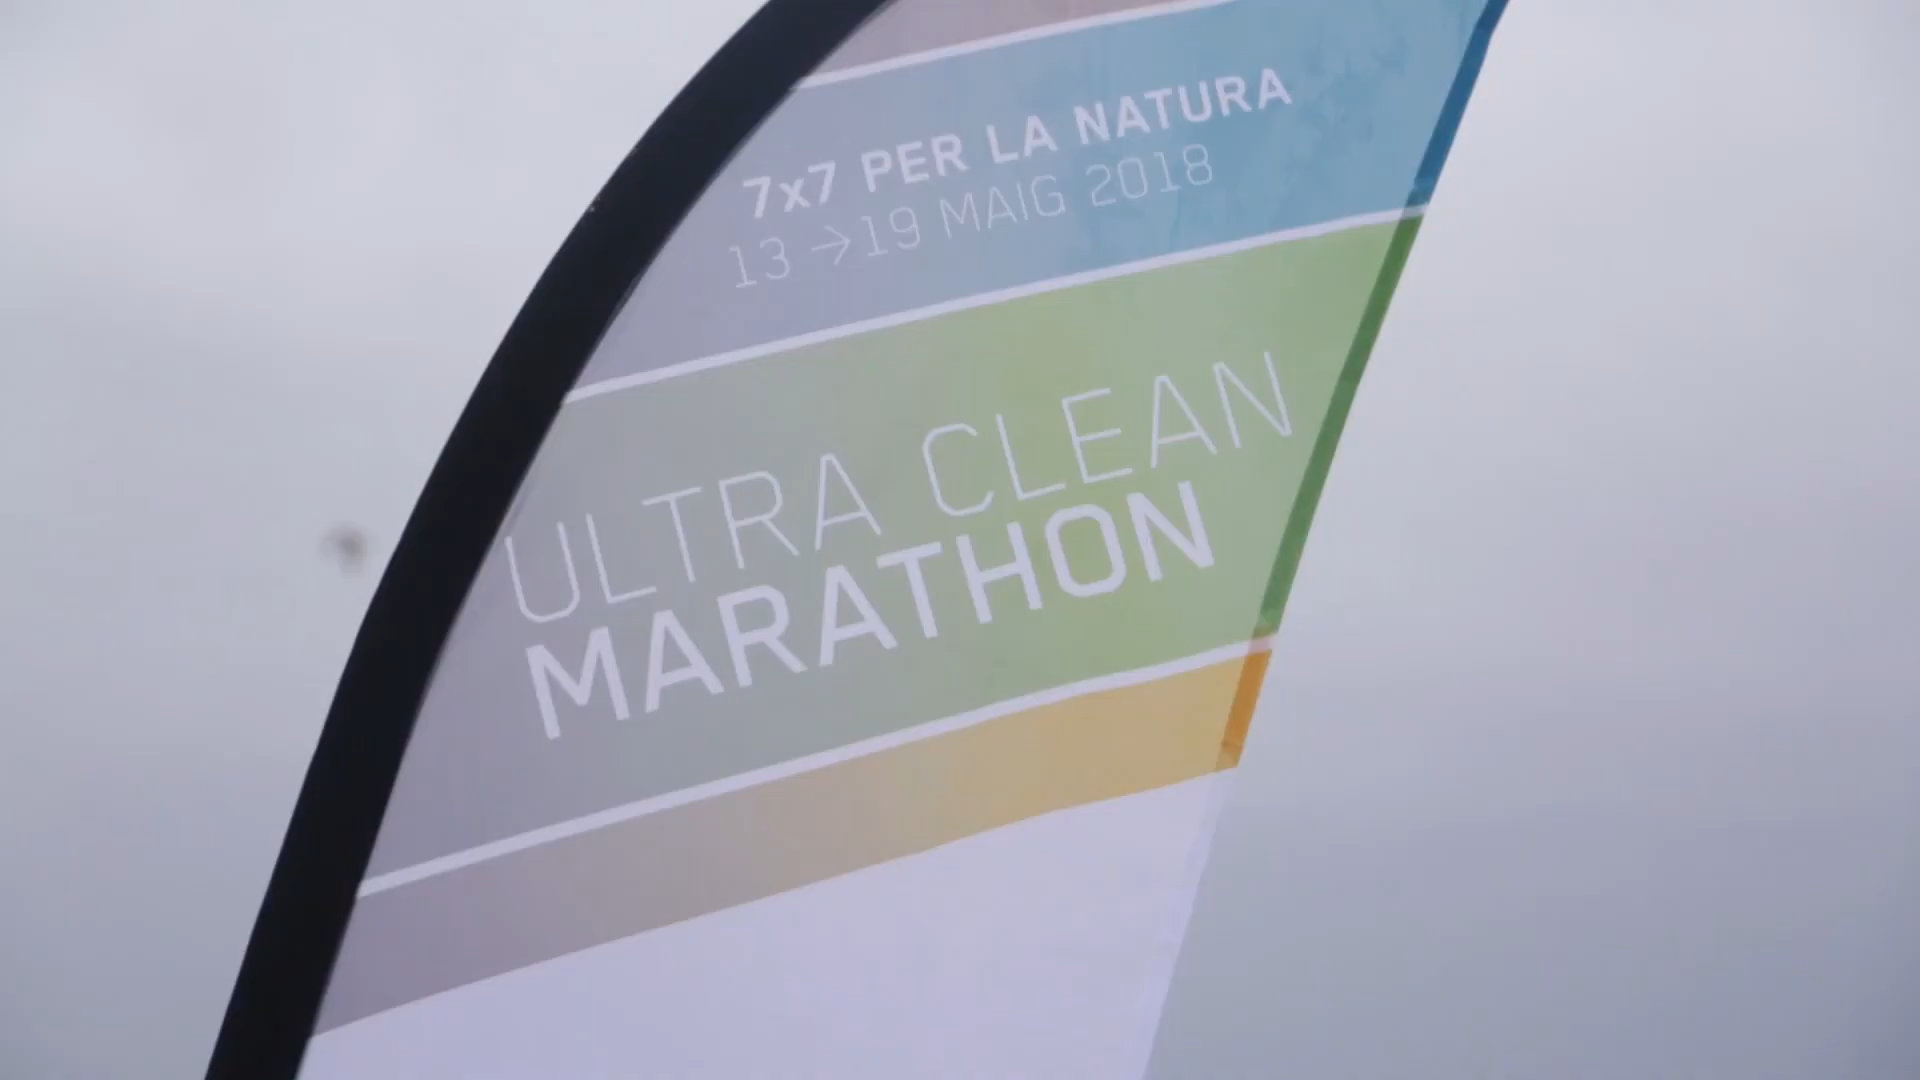 7x7 PER LA NATURA
13 → 19 MAIG 2018
ULTRA CLEAN
MARATHON